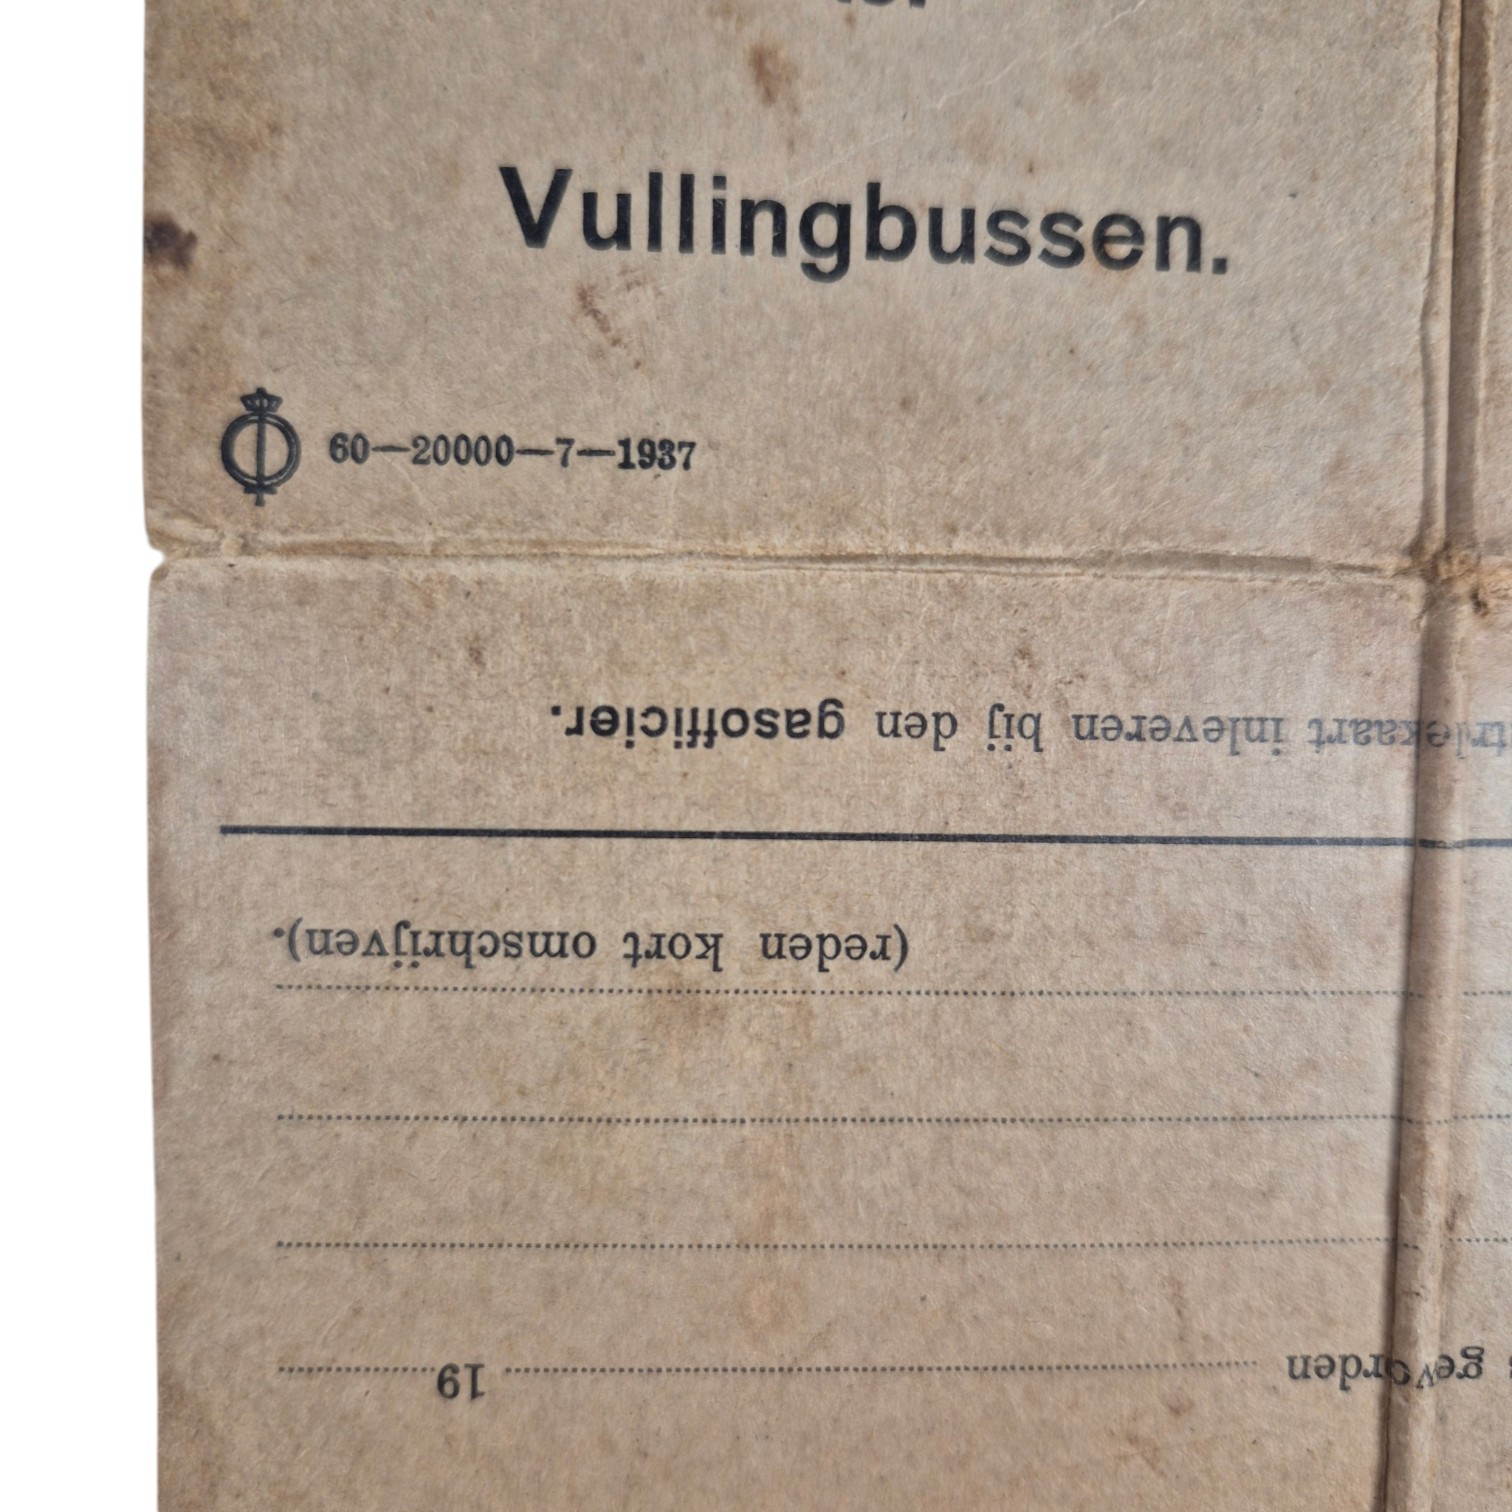 Vullingbussen.
60—20000—7—1937
inleveren bij den gasofficier.
(reden kort omschrijven).
geworden 19